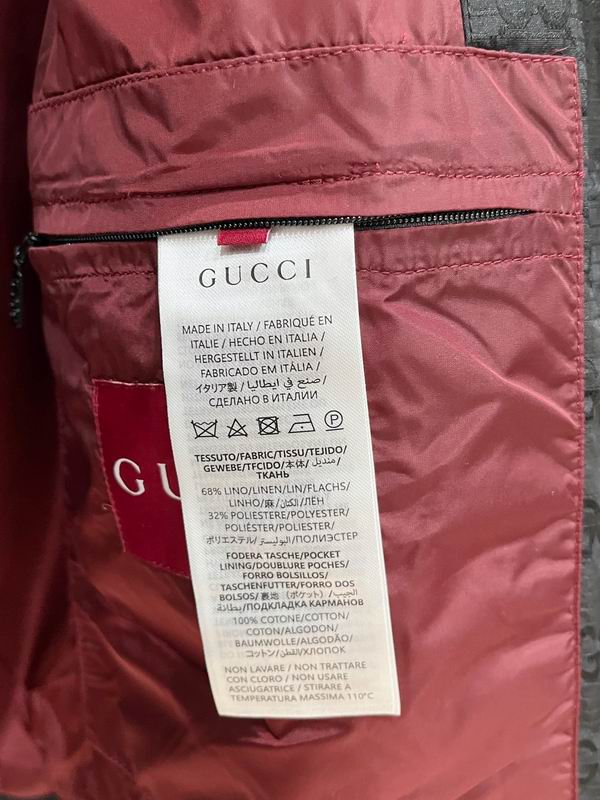 GUCCI
MADE IN ITALY / FABRIQUÉ EN
ITALIE / HECHO EN ITALIA /
HERGESTELLT IN ITALIEN /
FABRICADO EM ITÁLIA /
イタリア製 / صنع في ايطاليا /
СДЕЛАНО В ИТАЛИИ
P
TESSUTO/FABRIC/TISSU/TEJIDO/
GEWEBE/TECIDO/本体/ منديل/
ТКАНЬ
68% LINO/LINEN/LIN/FLACHS/
LINHO/麻/الكتان/ЛЁН
32% POLIESTERE/POLYESTER/
POLIÉSTER/POLIESTER/
ポリエステル/البوليستر/ПОЛИЭСТЕР
FODERA TASCHE/POCKET
LINING/DOUBLURE POCHES/
FORRO BOLSILLOS/
TASCHENFUTTER/FORRO DOS
BOLSOS/裏地 (ポケット)/الجيب
بطانة/ПОДКЛАДКА КАРМАНОВ
100% COTONE/COTTON/
COTON/ALGODON/
BAUMWOLLE/ALGODÃO/
コットン/القطن/ХЛОПОК
NON LAVARE / NON TRATTARE
CON CLORO / NON USARE
ASCIUGATRICE / STIRARE A
TEMPERATURA MASSIMA 110°C
GU